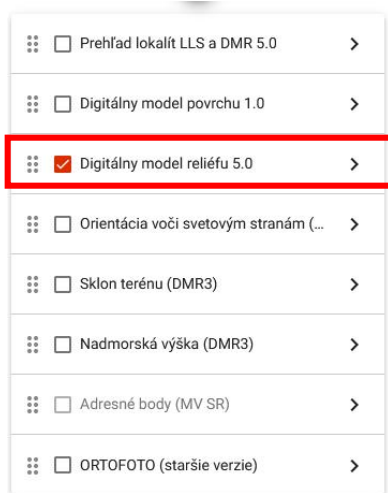 Prehľad lokalít LLS a DMR 5.0
Digitálny model povrchu 1.0
Digitálny model reliéfu 5.0
Orientácia voči svetovým stranám (...
Sklon terénu (DMR3)
Nadmorská výška (DMR3)
Adresné body (MV SR)
ORTOFOTO (staršie verzie)